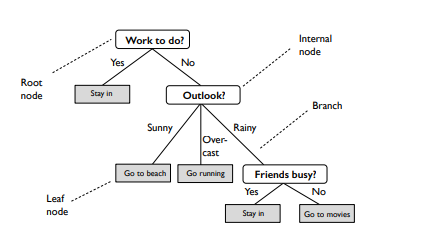 Work to do?
Internal
node
Yes
No
Root
node
Stay in
Outlook?
Branch
Sunny
Over-
cast
Rainy
Go to beach
Go running
Friends busy?
Leaf
node
Yes
No
Stay in
Go to movies